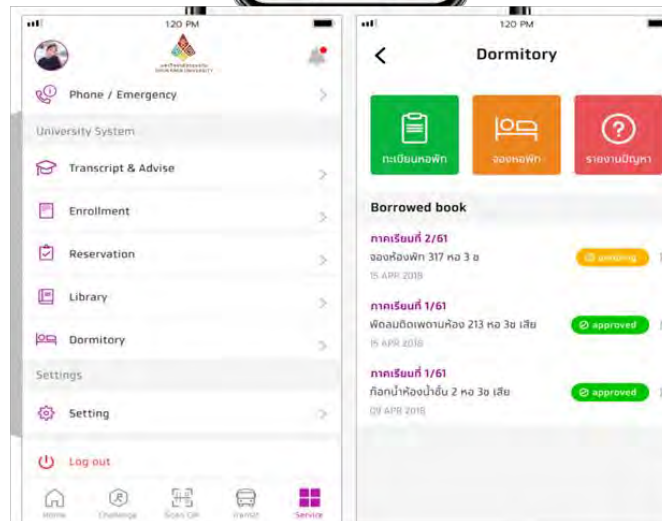 120 PM
Phone / Emergency
University System
Transcript & Advise
Enrollment
Reservation
Library
Dormitory
Settings
Setting
Log out
Home
Challenge
Scan QR
Transit
Service
120 PM
Dormitory
ทะเบียนหอพัก
จองหอพัก
รายงานปัญหา
Borrowed book
ภาคเรียนที่ 2/61
จองห้องพัก 317 หอ 3 ช
15 APR 2018
ภาคเรียนที่ 1/61
พัดลมติดเพดานห้อง 213 หอ 3ช เสีย
approved
15 APR 2018
ภาคเรียนที่ 1/61
ก๊อกน้ำห้องน้ำชั้น 2 หอ 3ช เสีย
approved
09 APR 2018